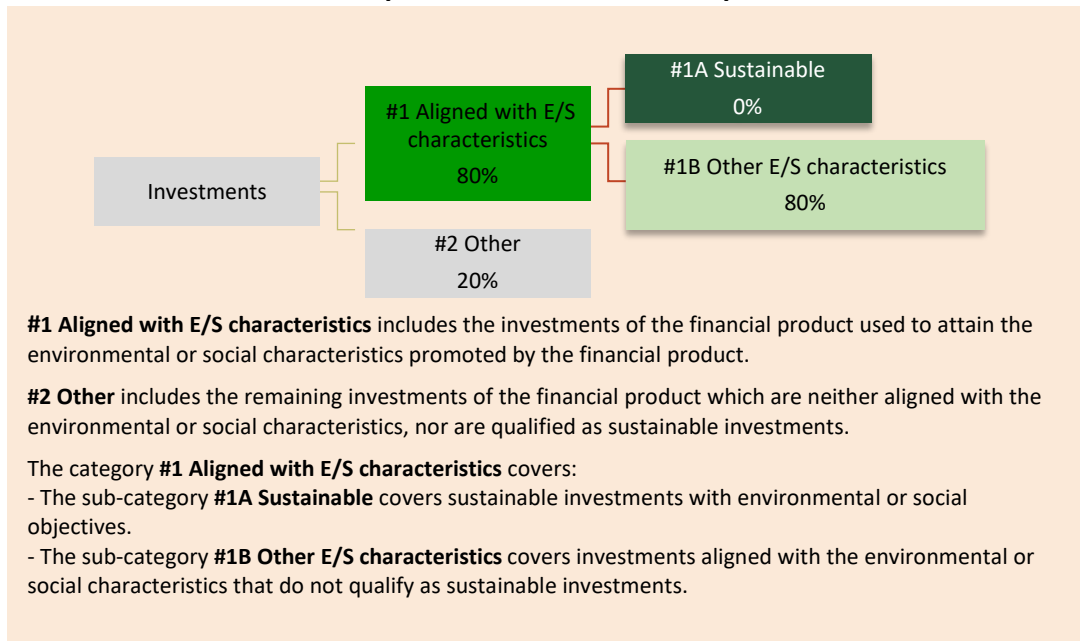 #1A Sustainable
0%
#1 Aligned with E/S
characteristics
80%
#1B Other E/S characteristics
80%
Investments
#2 Other
20%
#1 Aligned with E/S characteristics includes the investments of the financial product used to attain the
environmental or social characteristics promoted by the financial product.
#2 Other includes the remaining investments of the financial product which are neither aligned with the
environmental or social characteristics, nor are qualified as sustainable investments.
The category #1 Aligned with E/S characteristics covers:
- The sub-category #1A Sustainable covers sustainable investments with environmental or social
objectives.
- The sub-category #1B Other E/S characteristics covers investments aligned with the environmental or
social characteristics that do not qualify as sustainable investments.